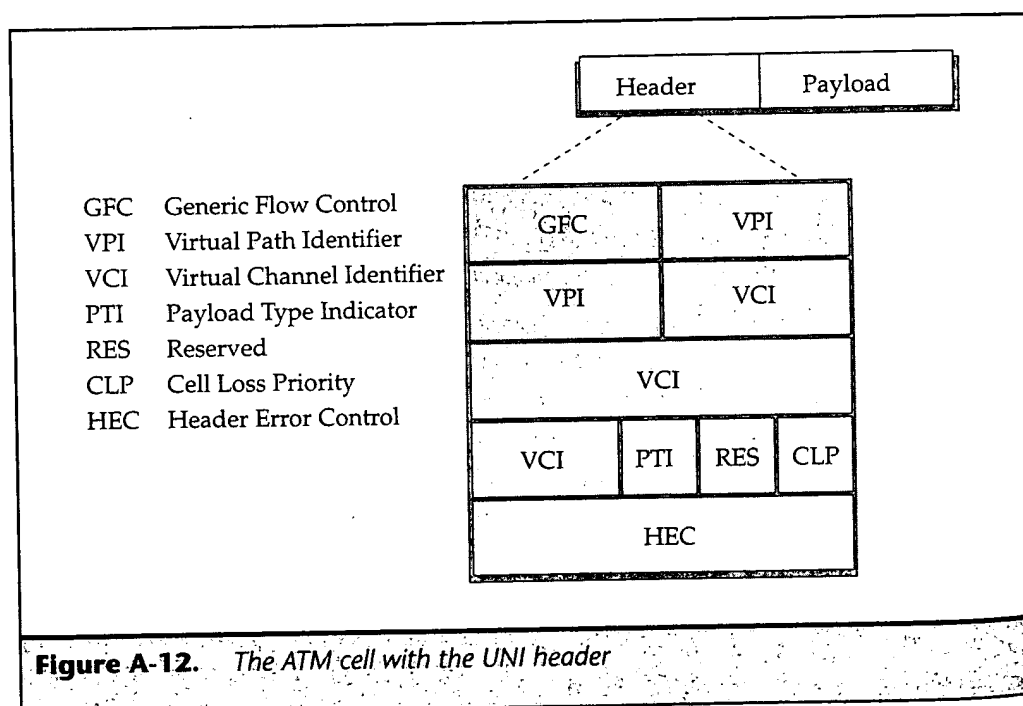 Header Payload
GFC Generic Flow Control
VPI Virtual Path Identifier
VCI Virtual Channel Identifier
PTI Payload Type Indicator
RES Reserved
CLP Cell Loss Priority
HEC Header Error Control
GFC VPI
VPI VCI
VCI
VCI PTI RES CLP
HEC
Figure A-12. The ATM cell with the UNI header